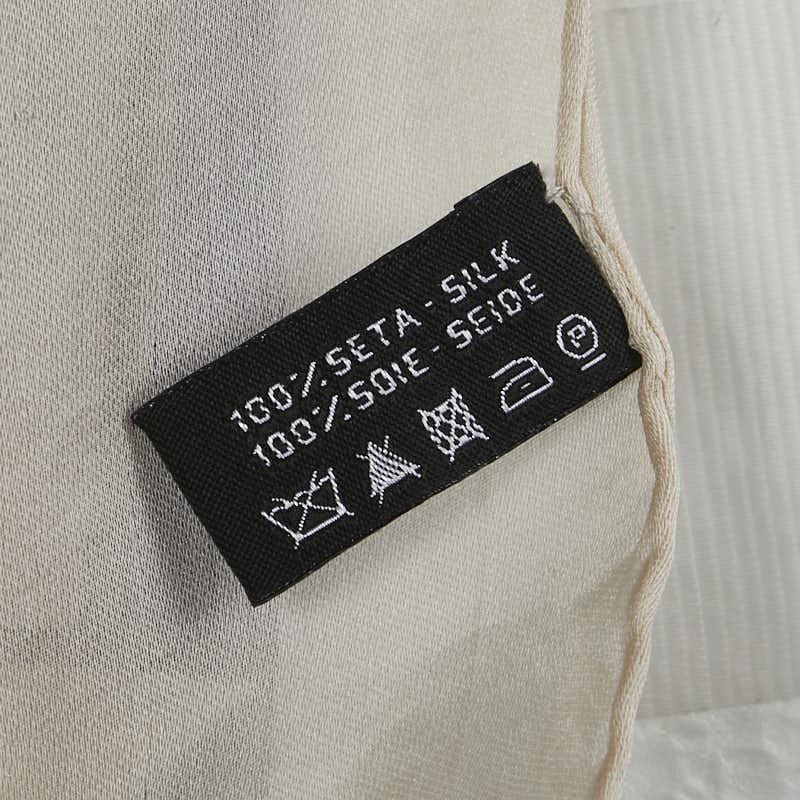 100% SETA - SILK
100% SOIE - SEIDE
P